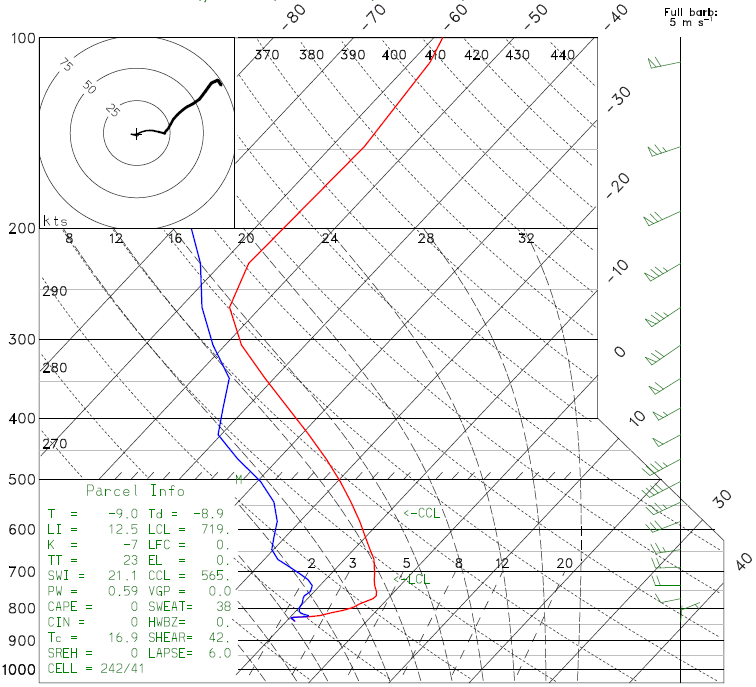 -80 -70 -60 -50 -40
Full barb:
5 m s⁻¹
100
370 380 390 400 410 420 430 440
75
50
25
-30
-20
kts
200
8 12 16 20 24 28 32
-10
290
300
0
280
10
400
270
M
500
30
Parcel Info
T = -9.0 Td = -8.9
<-CCL
LI = 12.5 LCL = 719.
600
K = -7 LFC = 0.
40
TT = 23 EL = 0.
2 3 5 8 12 20
700
SWI = 21.1 CCL = 565.
<-LCL
PW = 0.59 VGP = 0.0
800
CAPE = 0 SWEAT= 38
CIN = 0 HWBZ= 0.
Tc = 16.9 SHEAR= 42.
900
SREH = 0 LAPSE= 6.0
1000
CELL = 242/41